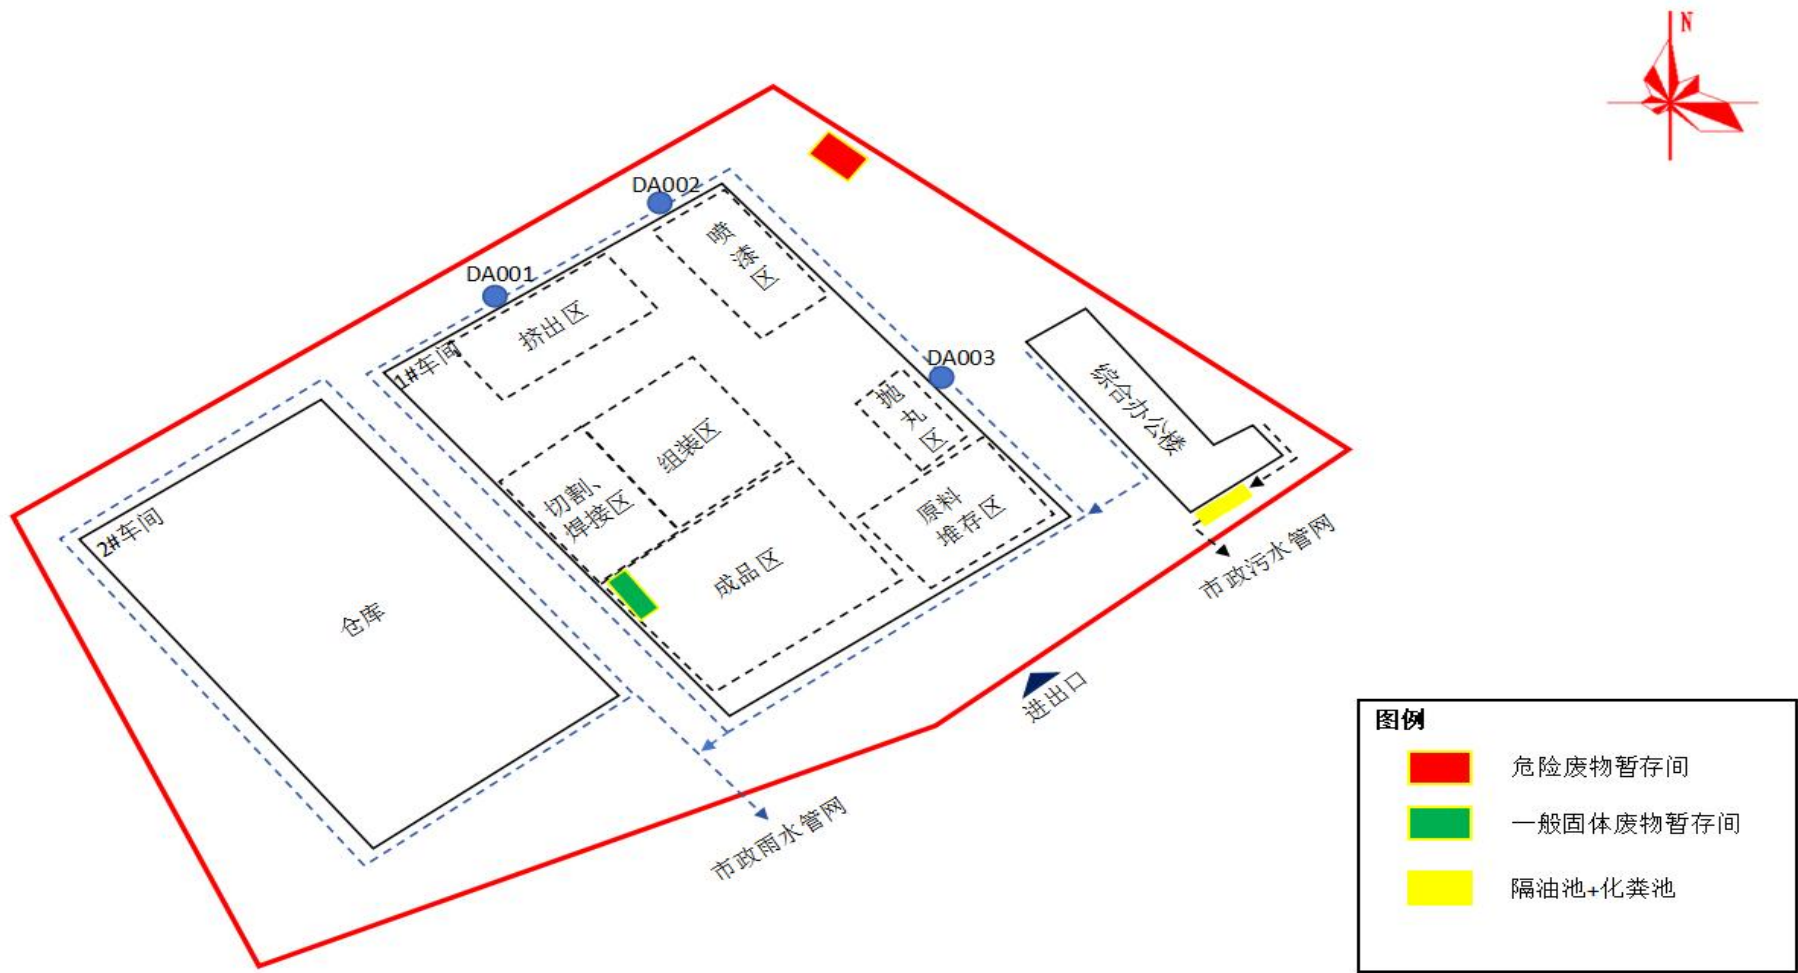 N
DA002
喷
漆
区
DA001
挤出区
1#车间
DA003
抛
丸
区
综合办公楼
组装区
切割、
焊接区
原料
堆存区
2#车间
成品区
仓库
市政污水管网
进出口
市政雨水管网
图例
危险废物暂存间
一般固体废物暂存间
隔油池+化粪池